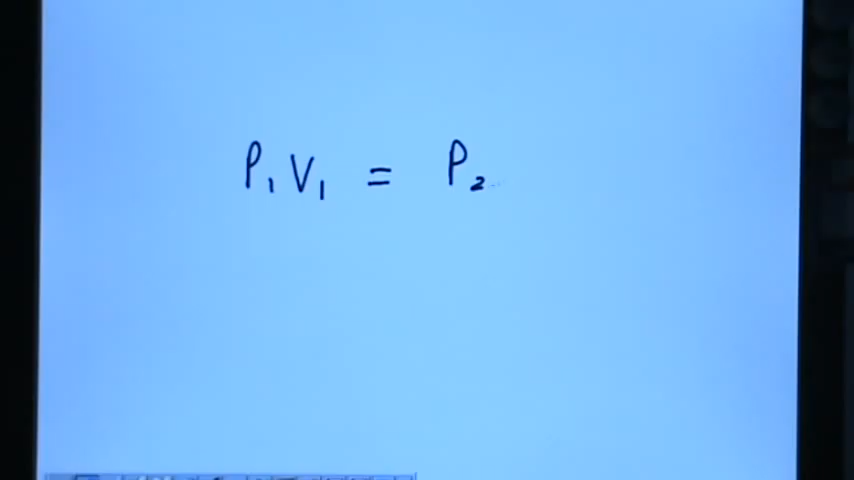 P₁V₁ = P₂